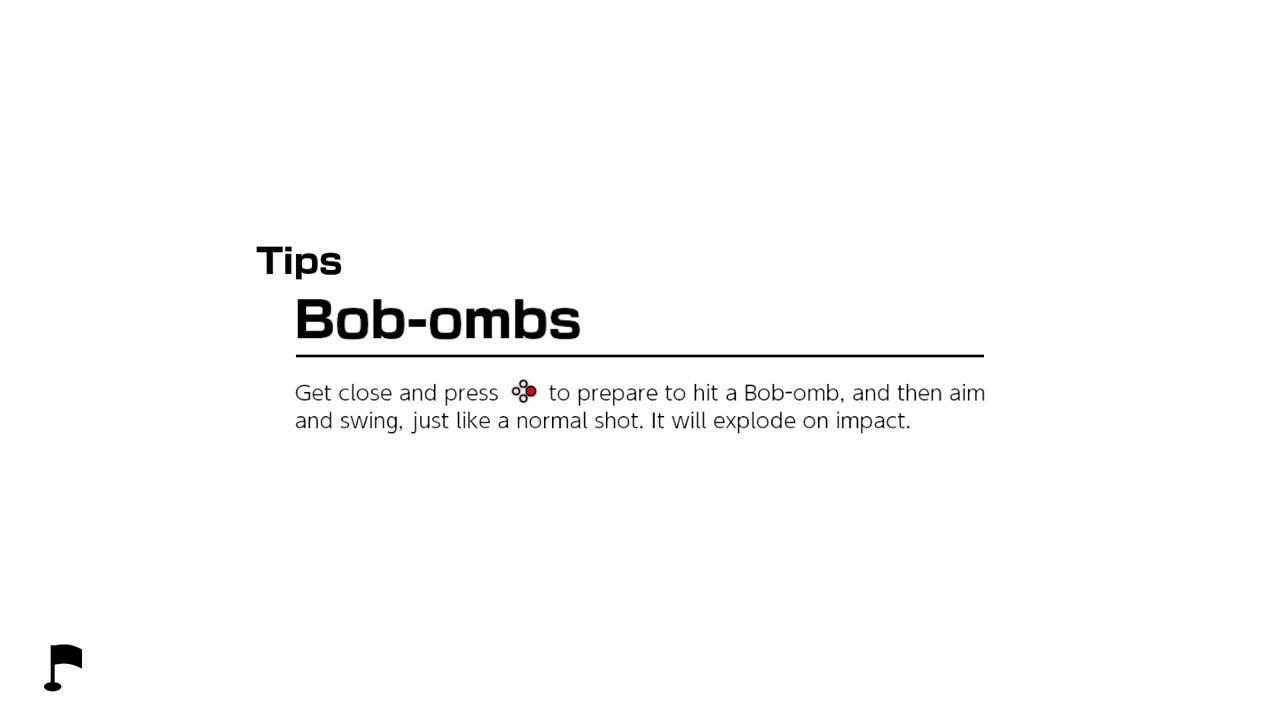 Tips
Bob-ombs
Get close and press to prepare to hit a Bob-omb, and then aim
and swing, just like a normal shot. It will explode on impact.